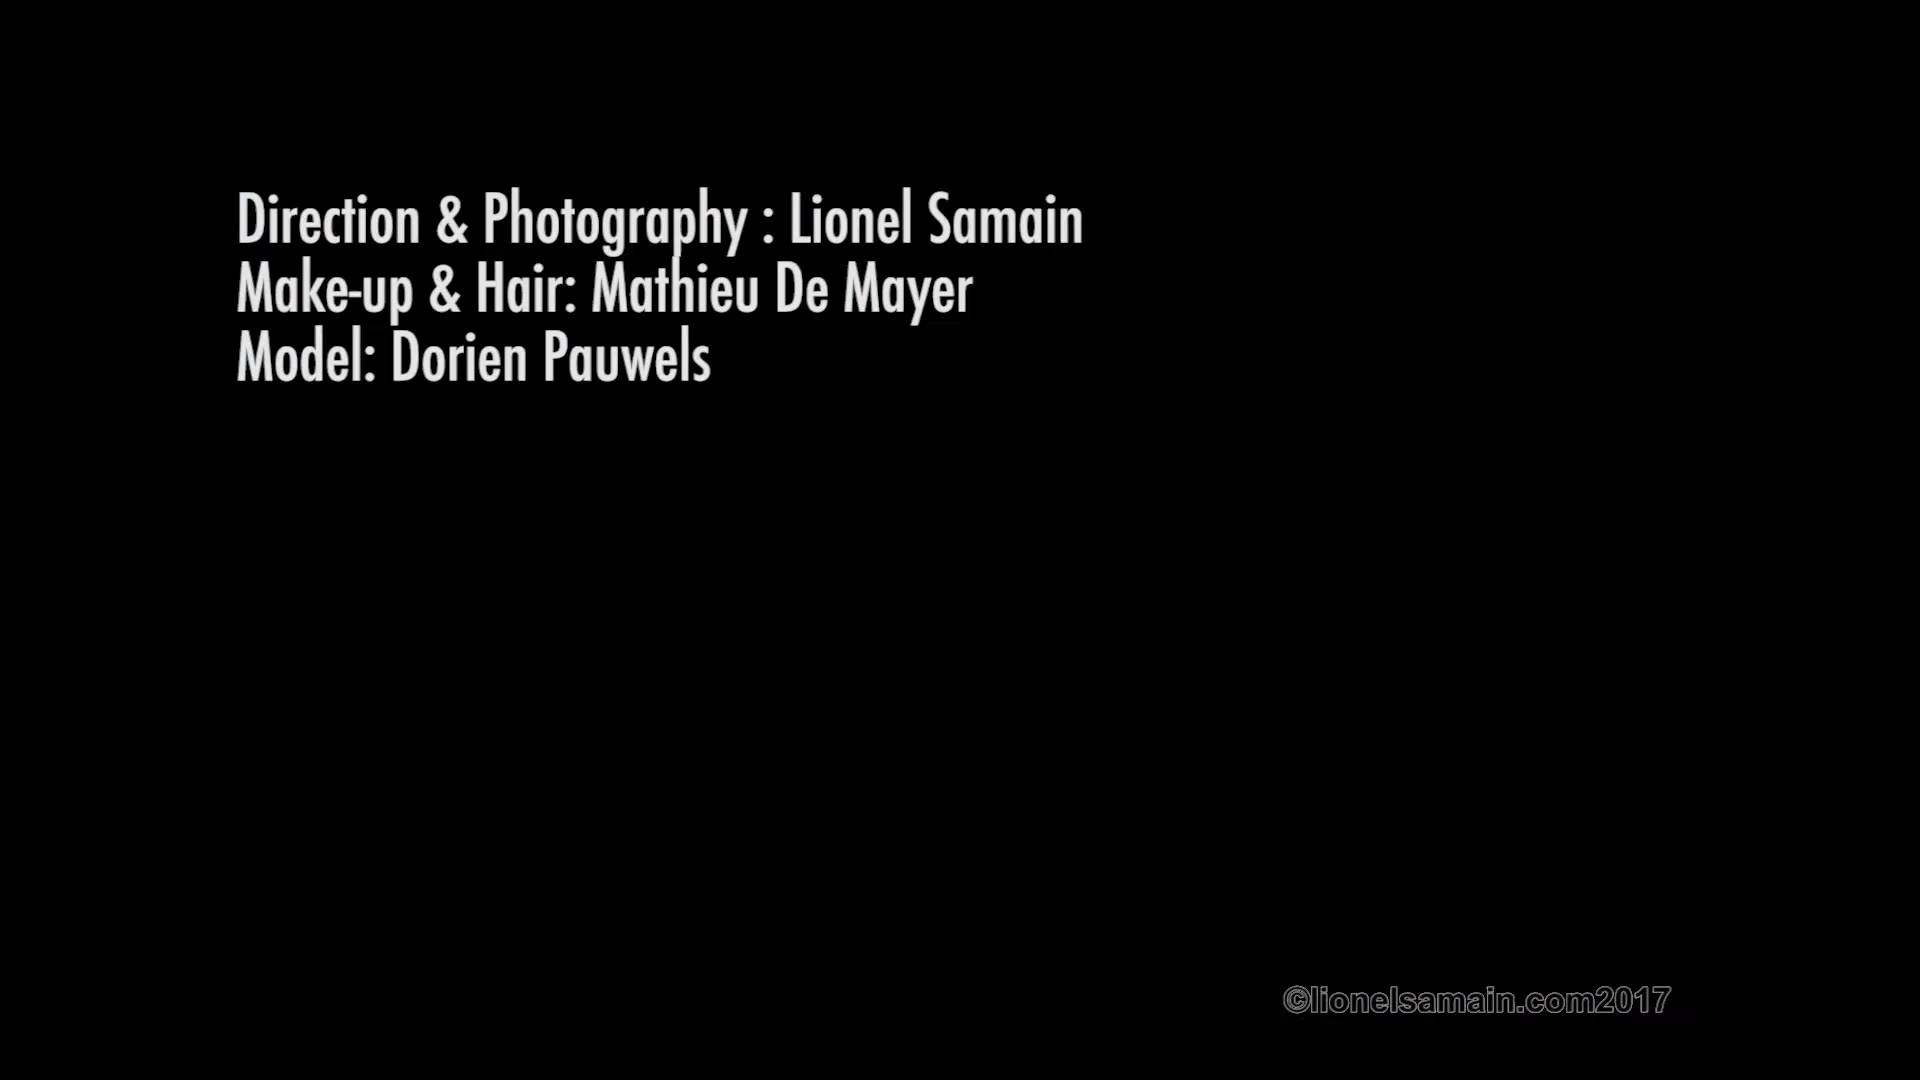 Direction & Photography : Lionel Samain
Make-up & Hair: Mathieu De Mayer
Model: Dorien Pauwels
©lionelsamain.com2017